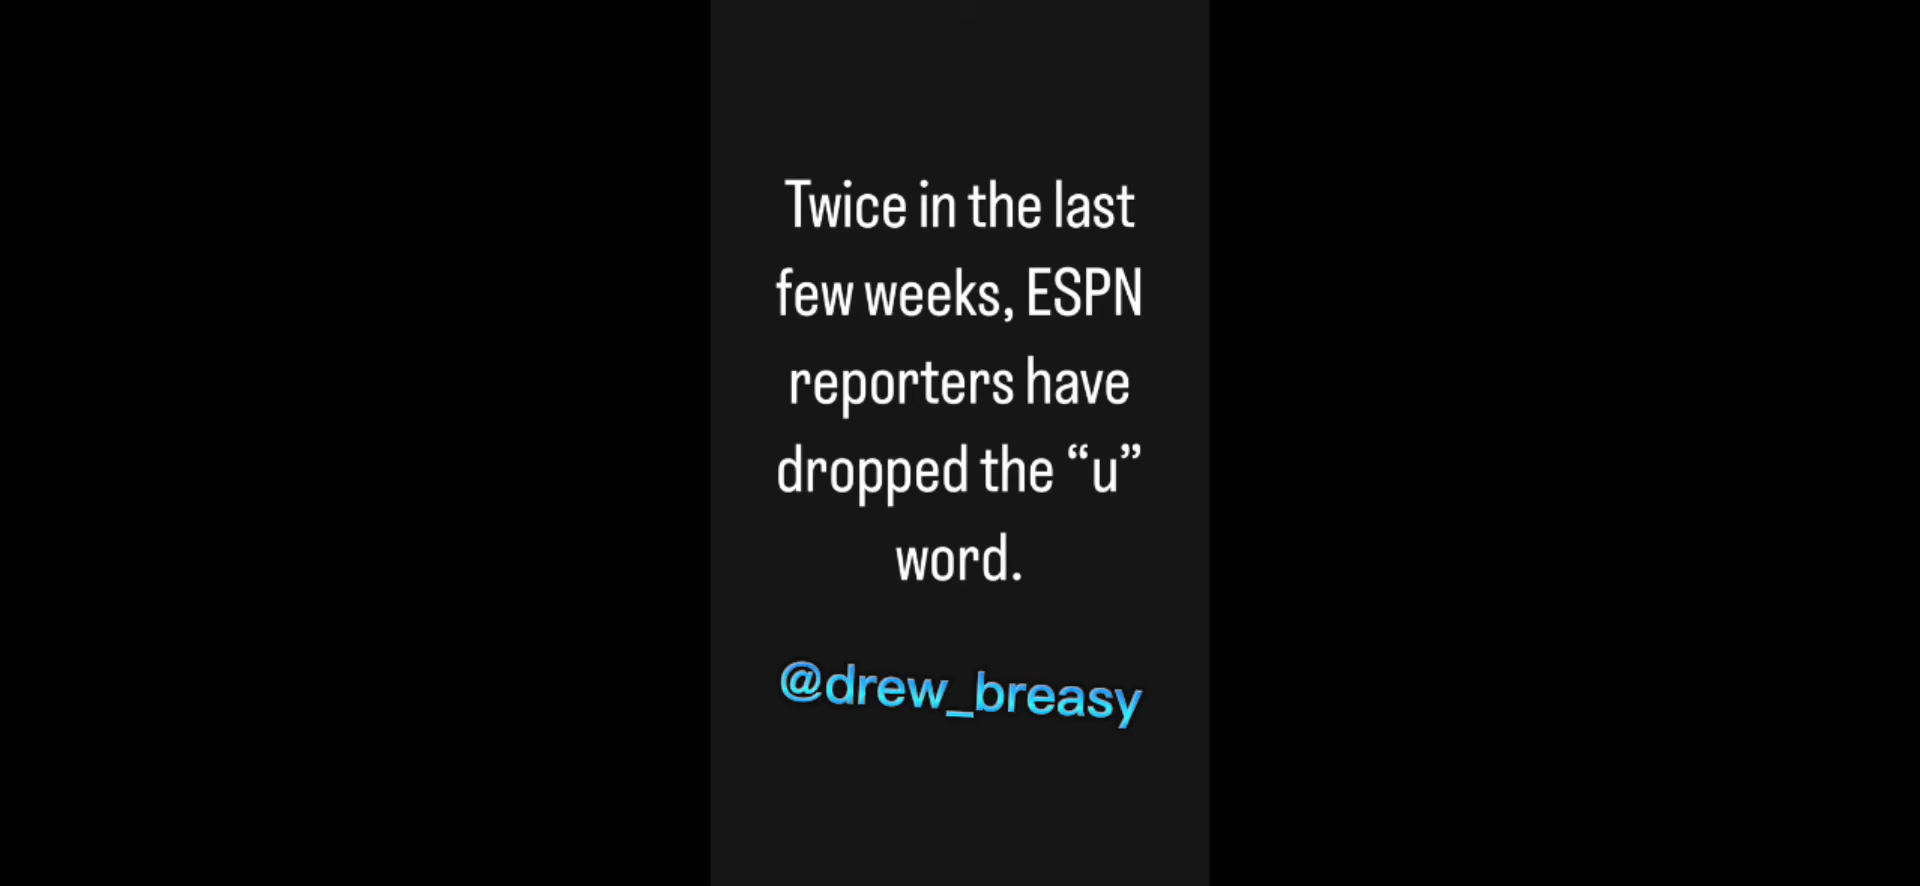 Twice in the last
few weeks, ESPN
reporters have
dropped the “u”
word.
@drew_breasy